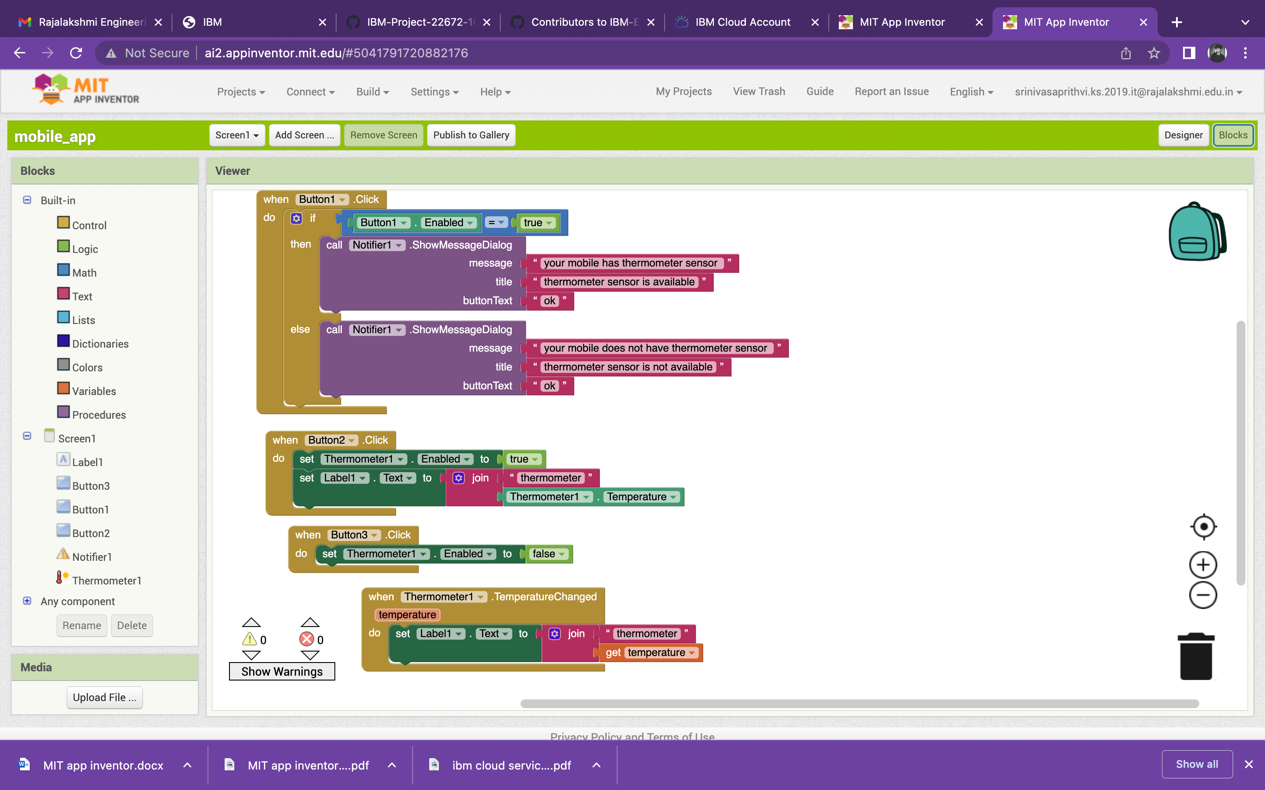 Rajalakshmi Engineeri
IBM
IBM-Project-22672-16
Contributors to IBM-E
IBM Cloud Account
MIT App Inventor
MIT App Inventor
Not Secure | ai2.appinventor.mit.edu/#5041791720882176
MIT
APP INVENTOR
Projects Connect Build Settings Help My Projects View Trash Guide Report an Issue English srinivasaprithvi.ks.2019.it@rajalakshmi.edu.in
mobile_app Screen1 Add Screen ... Remove Screen Publish to Gallery Designer Blocks
Blocks
Built-in
Control
Logic
Math
Text
Lists
Dictionaries
Colors
Variables
Procedures
Screen1
A Label1
Button3
Button1
Button2
Notifier1
Thermometer1
Any component
Rename Delete
Media
Upload File ...
Viewer
when Button1 .Click
do if Button1 . Enabled = true
then call Notifier1 .ShowMessageDialog
message " your mobile has thermometer sensor "
title " thermometer sensor is available "
buttonText " ok "
else call Notifier1 .ShowMessageDialog
message " your mobile does not have thermometer sensor "
title " thermometer sensor is not available "
buttonText " ok "
when Button2 .Click
do set Thermometer1 . Enabled to true
set Label1 . Text to join " thermometer "
Thermometer1 . Temperature
when Button3 .Click
do set Thermometer1 . Enabled to false
when Thermometer1 .TemperatureChanged
temperature
do set Label1 . Text to join " thermometer "
get temperature
0 0
Show Warnings
Privacy Policy and Terms of Use
MIT app inventor.docx
MIT app inventor....pdf
ibm cloud servic....pdf
Show all